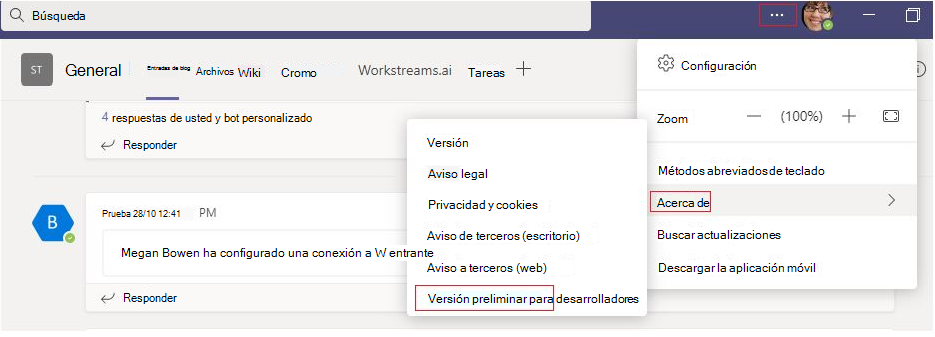 Búsqueda
...
ST
General
Entradas de blog
Archivos
Wiki
Cromo
Workstreams.ai
Tareas
4 respuestas de usted y bot personalizado
Responder
B
Prueba 28/10 12:41 PM
Megan Bowen ha configurado una conexión a W entrante
Responder
Versión
Aviso legal
Privacidad y cookies
Aviso de terceros (escritorio)
Aviso a terceros (web)
Versión preliminar para desarrolladores
Configuración
Zoom
(100%)
Métodos abreviados de teclado
Acerca de
Buscar actualizaciones
Descargar la aplicación móvil